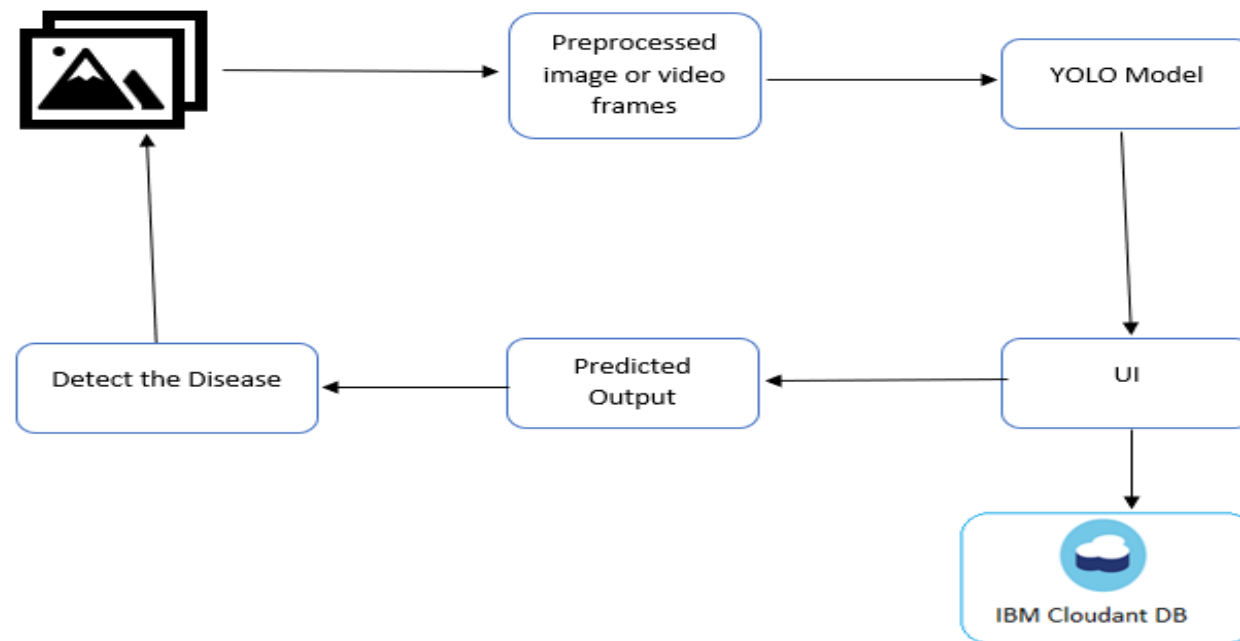 Preprocessed
image or video
frames
YOLO Model
Detect the Disease
Predicted
Output
UI
IBM Cloudant DB